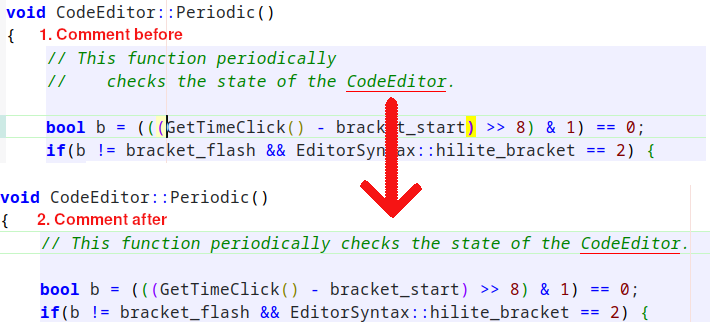 void CodeEditor::Periodic()
{ 1. Comment before
// This function periodically
//    checks the state of the CodeEditor.
bool b = (((GetTimeClick() - bracket_start) >> 8) & 1) == 0;
if(b != bracket_flash && EditorSyntax::hilite_bracket == 2) {
void CodeEditor::Periodic()
{ 2. Comment after
// This function periodically checks the state of the CodeEditor.
bool b = (((GetTimeClick() - bracket_start) >> 8) & 1) == 0;
if(b != bracket_flash && EditorSyntax::hilite_bracket == 2) {